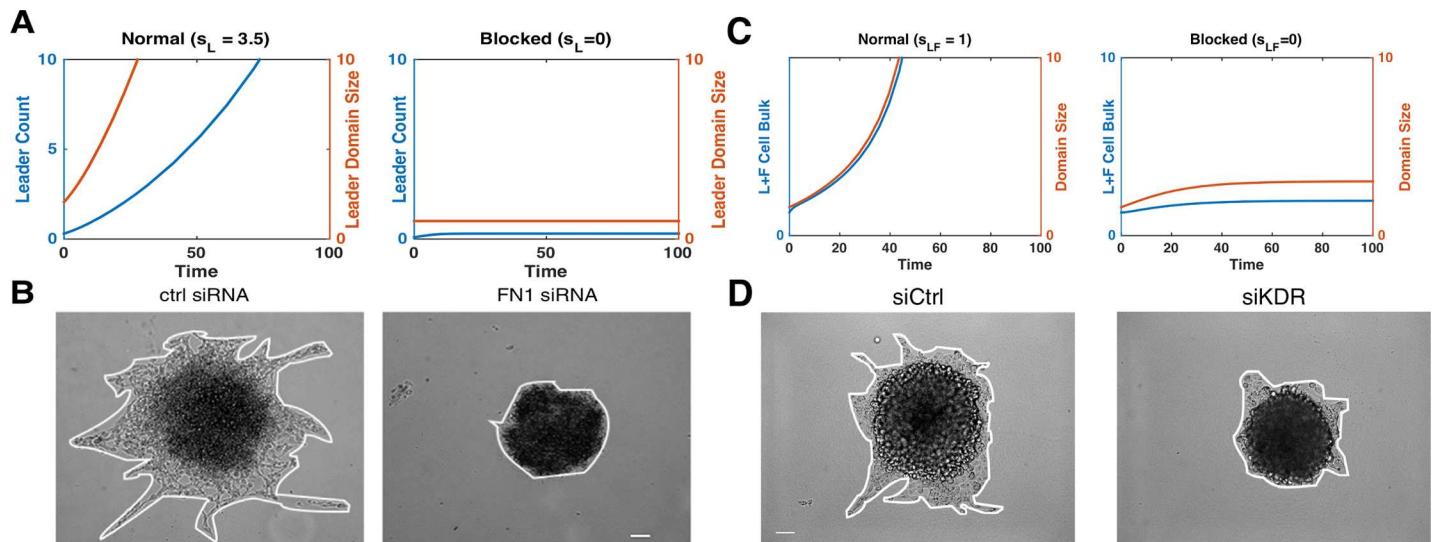 A
Normal (s_L = 3.5)
Leader Count
10
5
0
0
50
100
Time
10
0
Leader Domain Size
Blocked (s_L=0)
Leader Count
10
5
0
0
50
100
Time
10
0
Leader Domain Size
B
ctrl siRNA
FN1 siRNA
C
Normal (s_LF = 1)
L+F Cell Bulk
10
0
0
20
40
60
80
100
Time
10
0
Domain Size
Blocked (s_LF=0)
L+F Cell Bulk
10
0
0
20
40
60
80
100
Time
10
0
Domain Size
D
siCtrl
siKDR